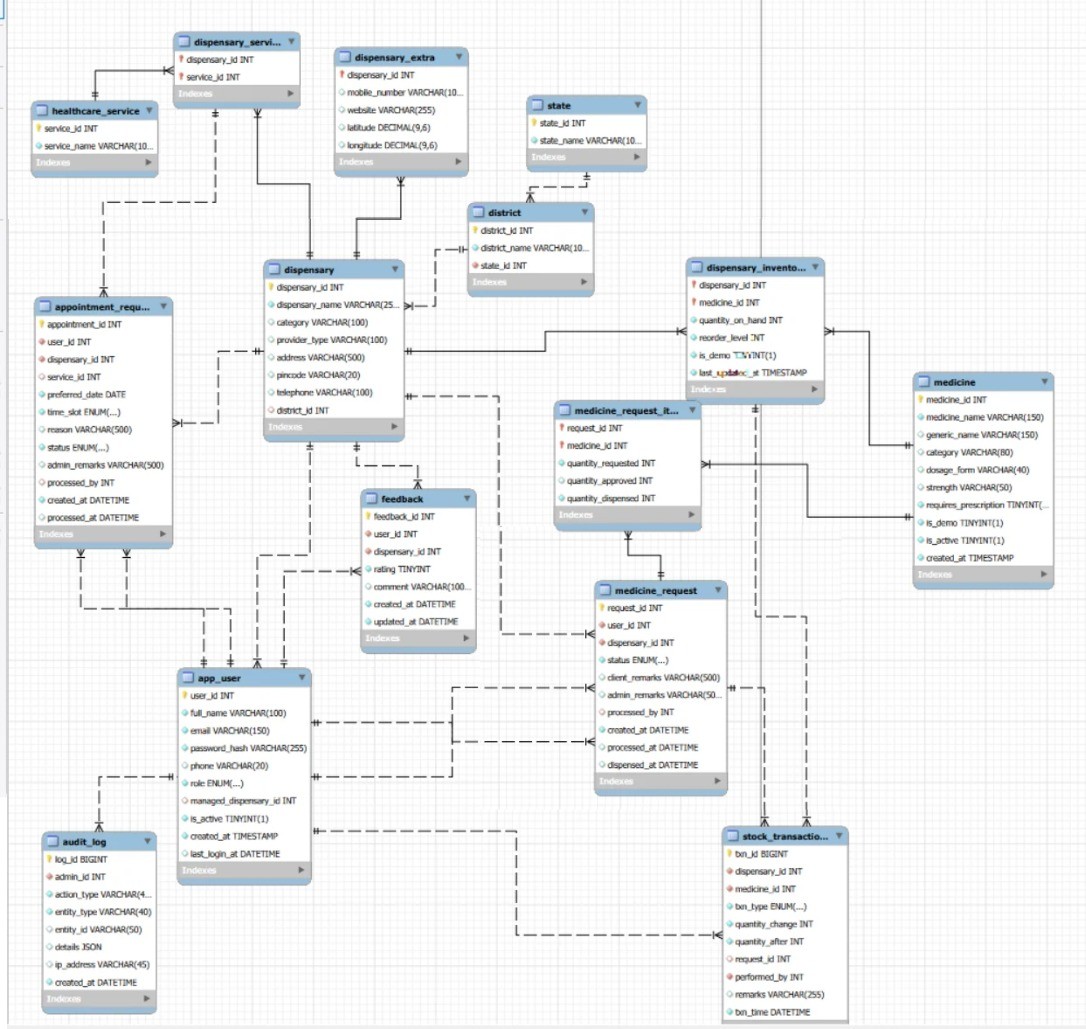 dispensary_servi...
dispensary_id INT
service_id INT
Indexes
dispensary_extra
dispensary_id INT
mobile_number VARCHAR(10...
website VARCHAR(255)
latitude DECIMAL(9,6)
longitude DECIMAL(9,6)
Indexes
state
state_id INT
state_name VARCHAR(10...
Indexes
healthcare_service
service_id INT
service_name VARCHAR(10...
Indexes
district
district_id INT
district_name VARCHAR(10...
state_id INT
Indexes
dispensary
dispensary_id INT
dispensary_name VARCHAR(25...
category VARCHAR(100)
provider_type VARCHAR(100)
address VARCHAR(500)
pincode VARCHAR(20)
telephone VARCHAR(100)
district_id INT
Indexes
dispensary_invento...
dispensary_id INT
medicine_id INT
quantity_on_hand INT
reorder_level INT
is_demo
last_updated_at TIMESTAMP
Indexes
appointment_requ...
appointment_id INT
user_id INT
dispensary_id INT
service_id INT
preferred_date DATE
time_slot ENUM(...)
reason VARCHAR(500)
status ENUM(...)
admin_remarks VARCHAR(500)
processed_by INT
created_at DATETIME
processed_at DATETIME
Indexes
medicine
medicine_id INT
medicine_name VARCHAR(150)
generic_name VARCHAR(150)
category VARCHAR(80)
dosage_form VARCHAR(40)
strength VARCHAR(50)
requires_prescription TINYINT(...
is_demo TINYINT(1)
is_active TINYINT(1)
created_at TIMESTAMP
Indexes
medicine_request_it...
request_id INT
medicine_id INT
quantity_requested INT
quantity_approved INT
quantity_dispensed INT
Indexes
feedback
feedback_id INT
user_id INT
dispensary_id INT
rating TINYINT
comment VARCHAR(100...
created_at DATETIME
updated_at DATETIME
Indexes
medicine_request
request_id INT
user_id INT
dispensary_id INT
status ENUM(...)
client_remarks VARCHAR(500)
admin_remarks VARCHAR(50...
processed_by INT
created_at DATETIME
processed_at DATETIME
dispensed_at DATETIME
Indexes
app_user
user_id INT
full_name VARCHAR(100)
email VARCHAR(150)
password_hash VARCHAR(255)
phone VARCHAR(20)
role ENUM(...)
managed_dispensary_id INT
is_active TINYINT(1)
created_at TIMESTAMP
last_login_at DATETIME
Indexes
audit_log
log_id BIGINT
admin_id INT
action_type VARCHAR(4...
entity_type VARCHAR(40)
entity_id VARCHAR(50)
details JSON
ip_address VARCHAR(45)
created_at DATETIME
Indexes
stock_transactio...
txn_id BIGINT
dispensary_id INT
medicine_id INT
txn_type ENUM(...)
quantity_change INT
quantity_after INT
request_id INT
performed_by INT
remarks VARCHAR(255)
txn_time DATETIME